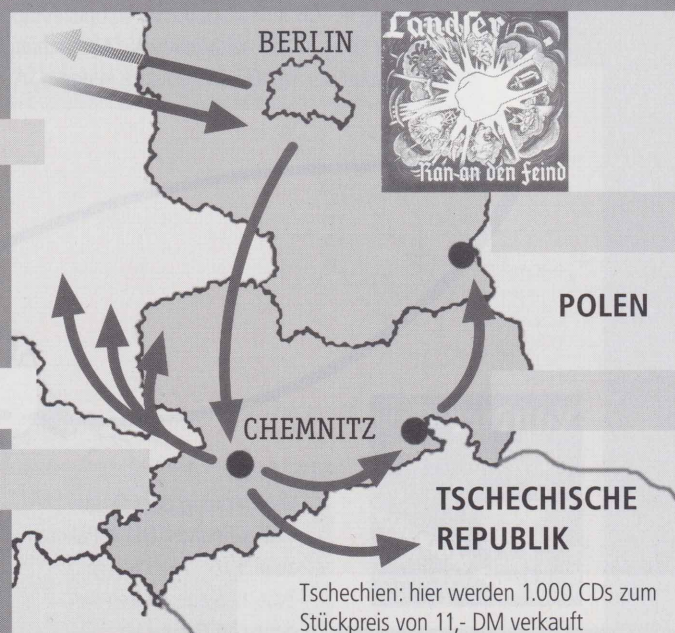 BERLIN
Landser
Ran an den Feind
POLEN
CHEMNITZ
TSCHECHISCHE
REPUBLIK
Tschechien: hier werden 1.000 CDs zum
Stückpreis von 11,- DM verkauft